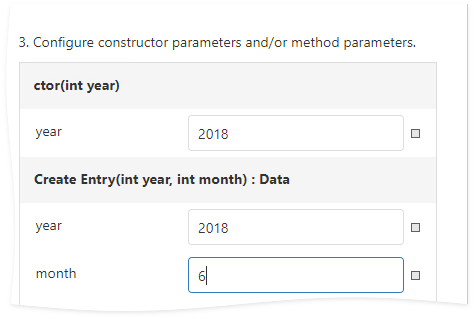 3. Configure constructor parameters and/or method parameters.
ctor(int year)
year 2018
Create Entry(int year, int month) : Data
year 2018
month 6